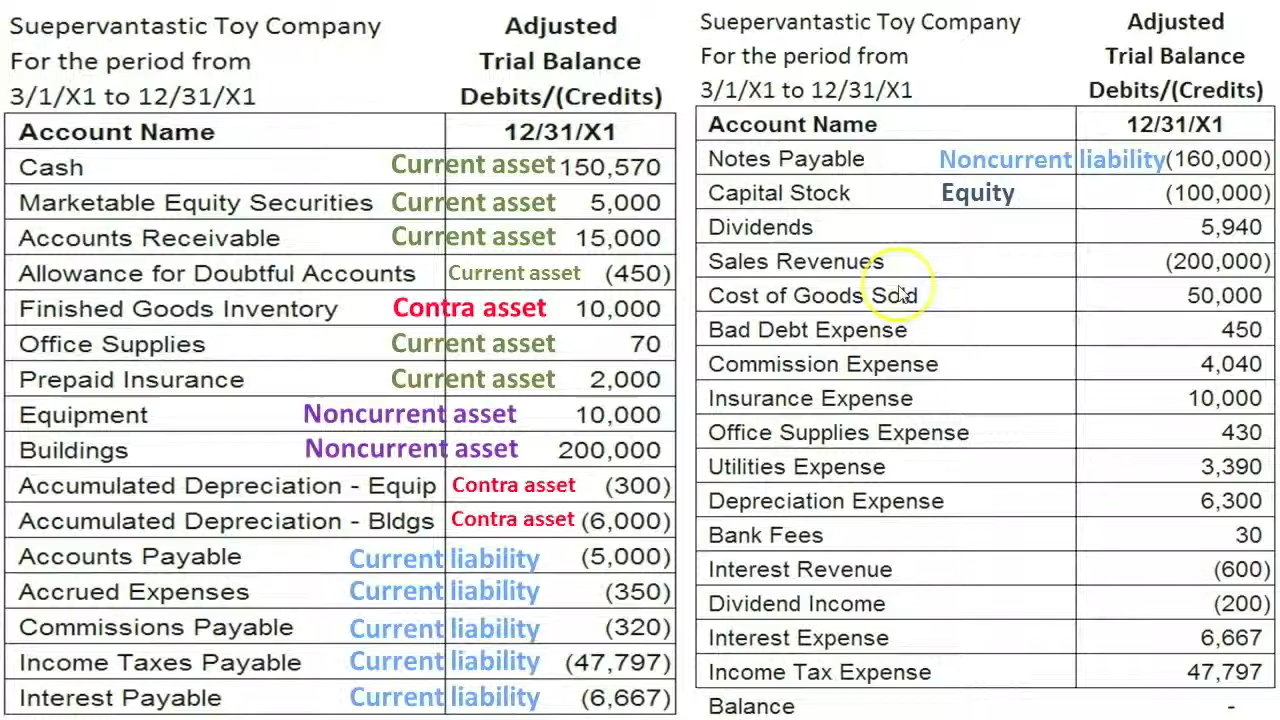 Suepervantastic Toy Company Adjusted
For the period from Trial Balance
3/1/X1 to 12/31/X1 Debits/(Credits)
Account Name 12/31/X1
Cash Current asset 150,570
Marketable Equity Securities Current asset 5,000
Accounts Receivable Current asset 15,000
Allowance for Doubtful Accounts Current asset (450)
Finished Goods Inventory Contra asset 10,000
Office Supplies Current asset 70
Prepaid Insurance Current asset 2,000
Equipment Noncurrent asset 10,000
Buildings Noncurrent asset 200,000
Accumulated Depreciation - Equip Contra asset (300)
Accumulated Depreciation - Bldgs Contra asset (6,000)
Accounts Payable Current liability (5,000)
Accrued Expenses Current liability (350)
Commissions Payable Current liability (320)
Income Taxes Payable Current liability (47,797)
Interest Payable Current liability (6,667)
Suepervantastic Toy Company Adjusted
For the period from Trial Balance
3/1/X1 to 12/31/X1 Debits/(Credits)
Account Name 12/31/X1
Notes Payable Noncurrent liability (160,000)
Capital Stock Equity (100,000)
Dividends 5,940
Sales Revenues (200,000)
Cost of Goods Sold 50,000
Bad Debt Expense 450
Commission Expense 4,040
Insurance Expense 10,000
Office Supplies Expense 430
Utilities Expense 3,390
Depreciation Expense 6,300
Bank Fees 30
Interest Revenue (600)
Dividend Income (200)
Interest Expense 6,667
Income Tax Expense 47,797
Balance -